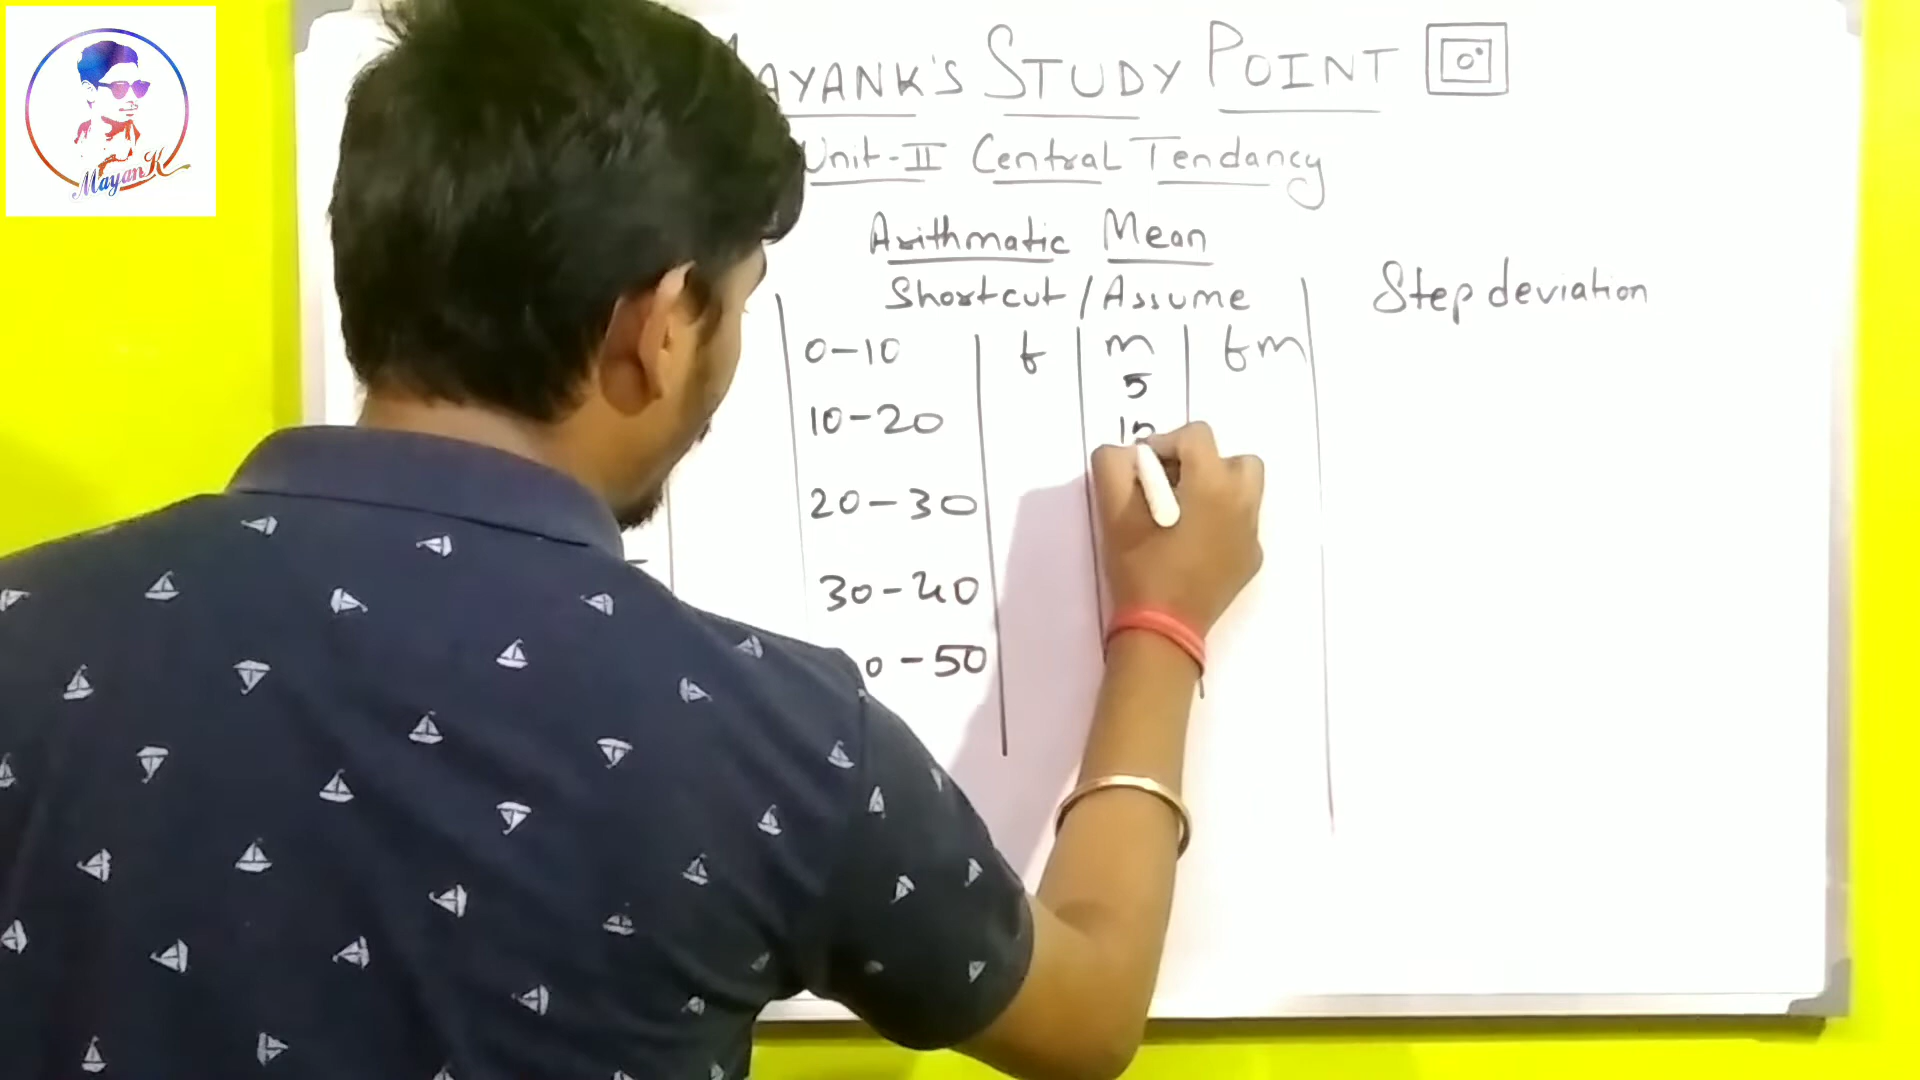 MayanK
AYANK'S STUDY POINT
Unit-II Central Tendancy
Arithmatic Mean
Shortcut / Assume
Step deviation
0-10 f m fm
5
10-20 15
20-30
30-40
0-50